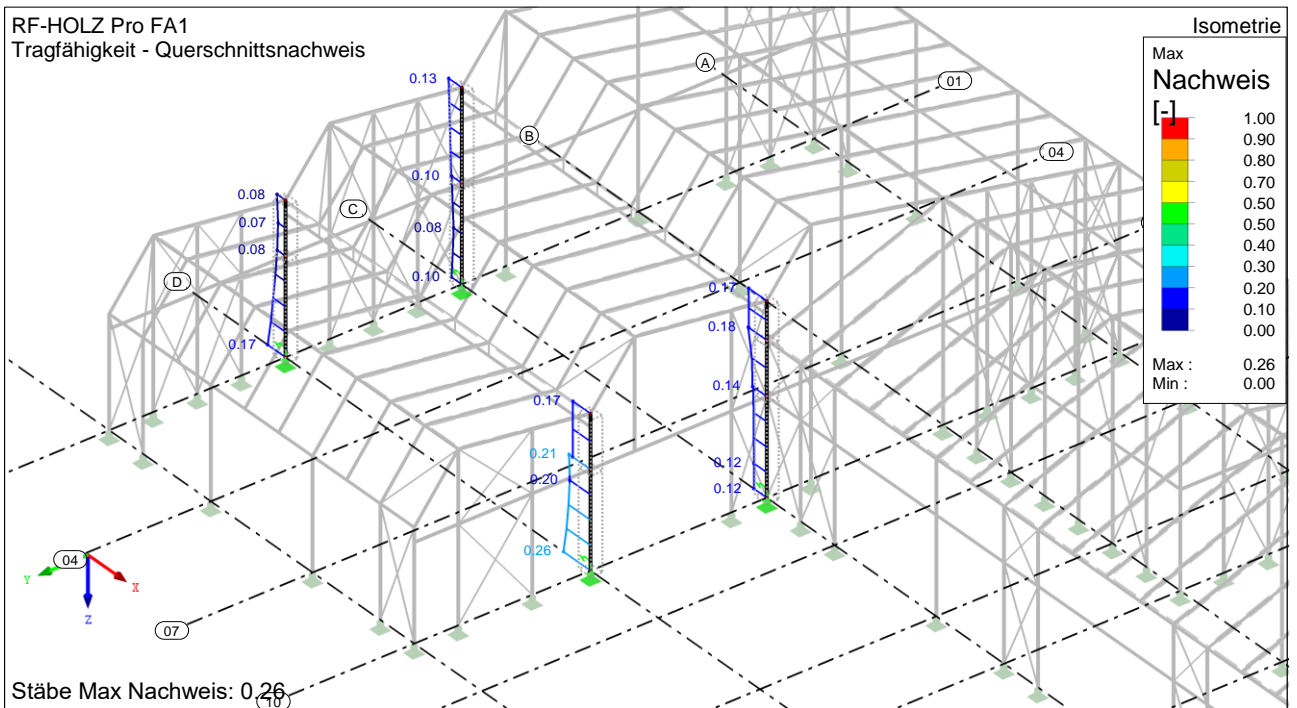 RF-HOLZ Pro FA1
Tragfähigkeit - Querschnittsnachweis
Isometrie
Max
Nachweis
[-]
1.00
0.90
0.80
0.70
0.50
0.50
0.40
0.30
0.20
0.10
0.00
Max : 0.26
Min : 0.00
A
01
0.13
B
04
0.10
0.08
C
0.07
0.08
0.08
0.10
D
0.17
0.17
0.18
0.14
0.17
0.21
0.20
0.12
0.12
0.26
04
Y
X
Z
07
10
Stäbe Max Nachweis: 0.26